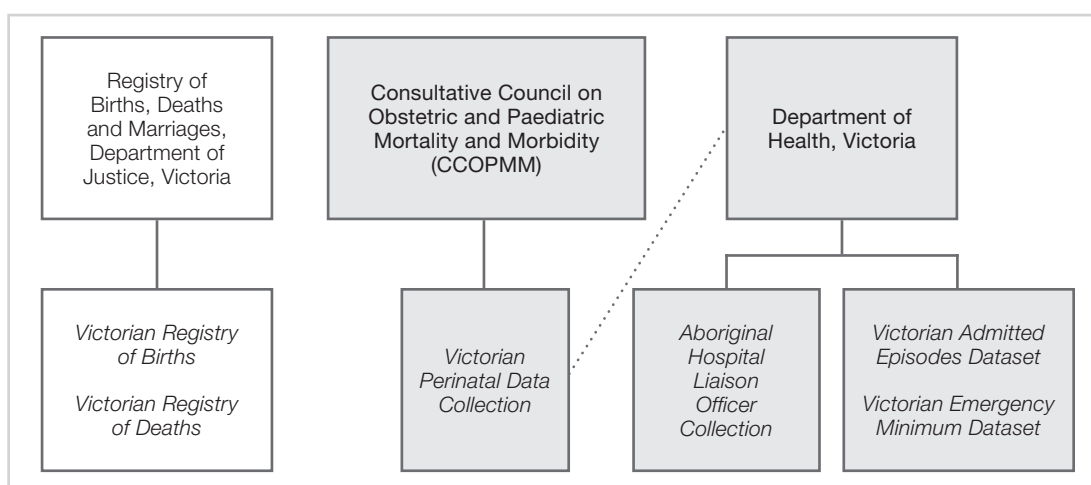 Registry of
Births, Deaths
and Marriages,
Department of
Justice, Victoria
Consultative Council on
Obstetric and Paediatric
Mortality and Morbidity
(CCOPMM)
Department of
Health, Victoria
Victorian Registry
of Births
Victorian Registry
of Deaths
Victorian
Perinatal Data
Collection
Aboriginal
Hospital
Liaison
Officer
Collection
Victorian Admitted
Episodes Dataset
Victorian Emergency
Minimum Dataset